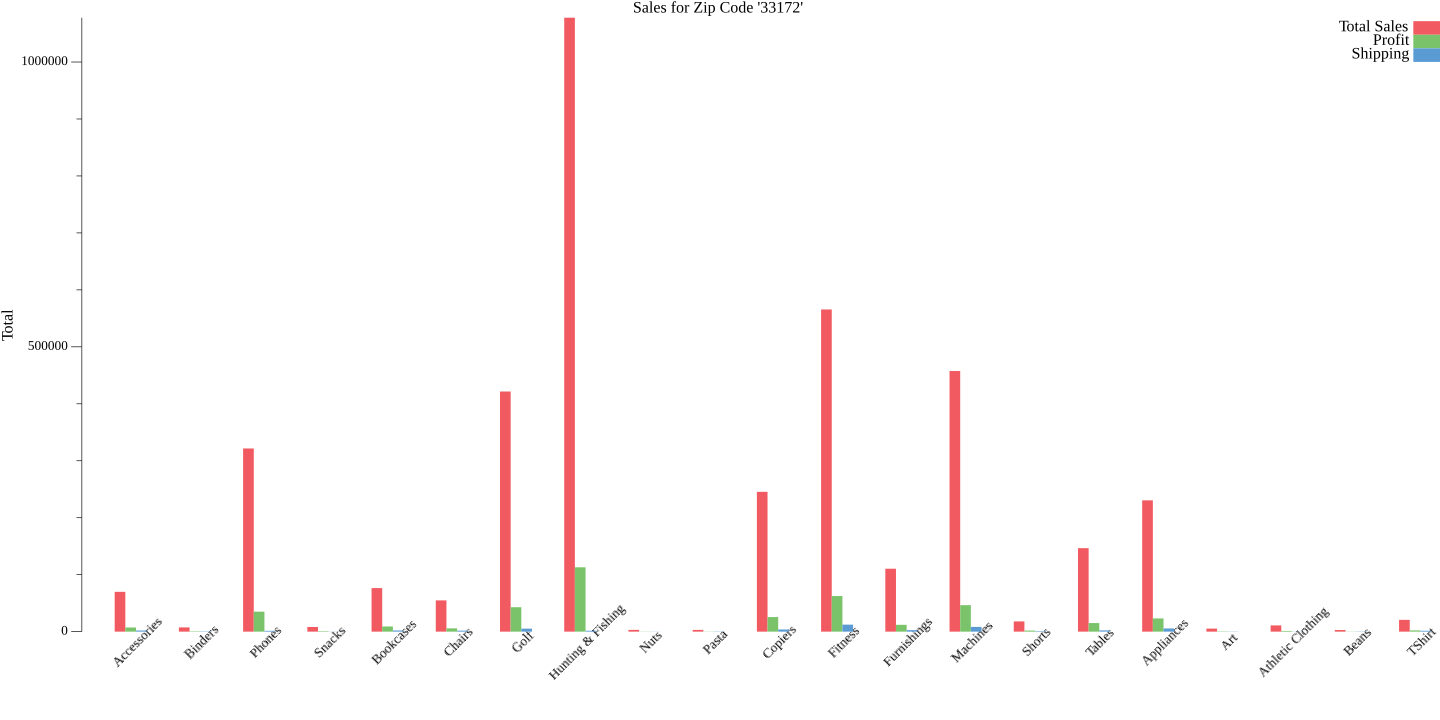 Sales for Zip Code '33172'
Total Sales
Profit
Shipping
1000000
500000
0
Total
Accessories
Binders
Phones
Snacks
Bookcases
Chairs
Golf
Hunting & Fishing
Nuts
Pasta
Copiers
Fitness
Furnishings
Machines
Shorts
Tables
Appliances
Art
Athletic Clothing
Beans
TShirt